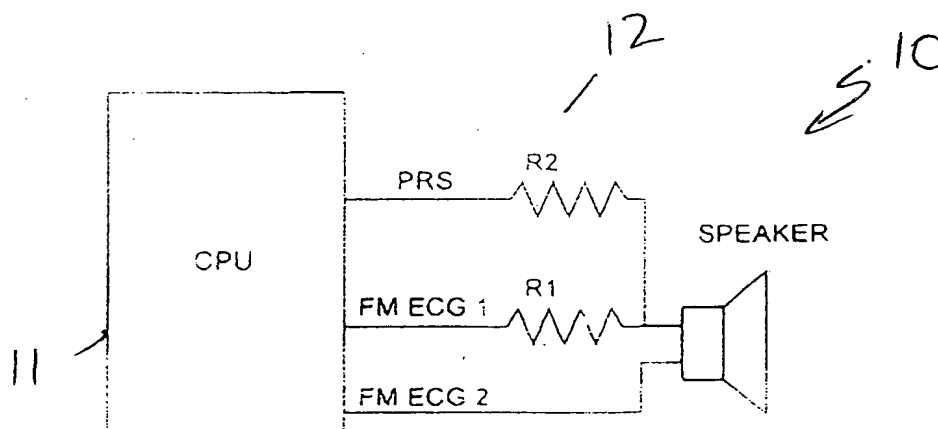 12
10
R2
PRS
SPEAKER
CPU
R1
FM ECG 1
11
FM ECG 2